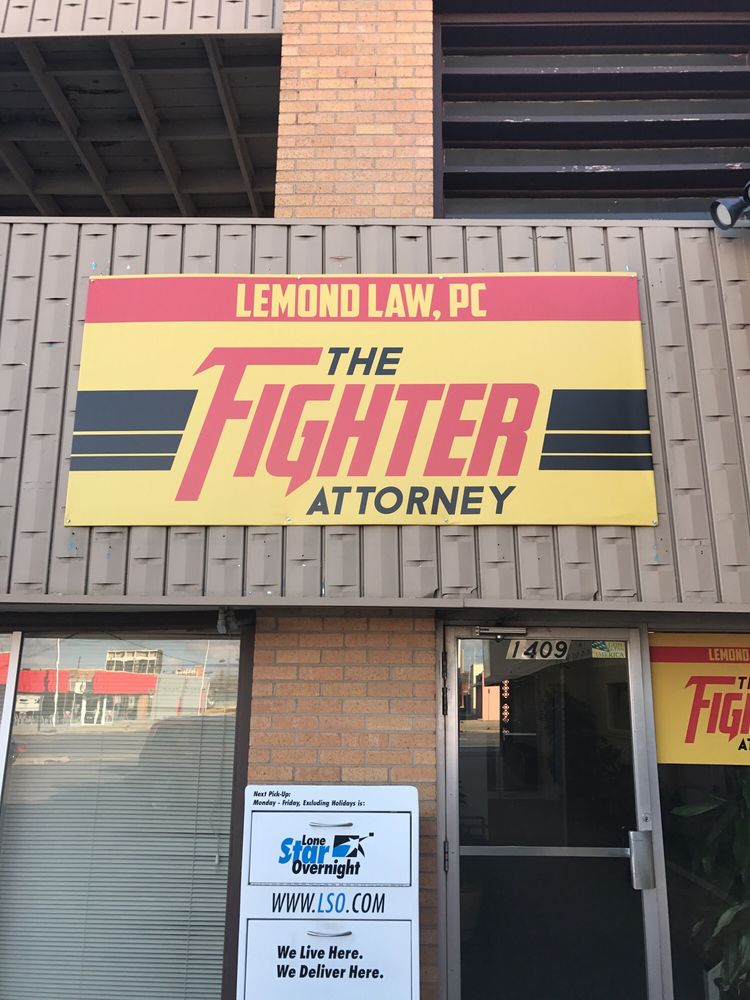 LEMOND LAW, PC
THE
FIGHTER
ATTORNEY
1409
LEMOND
Next Pick-Up:
Monday - Friday, Excluding Holidays is:
Lone
Star
Overnight
WWW.LSO.COM
We Live Here.
We Deliver Here.